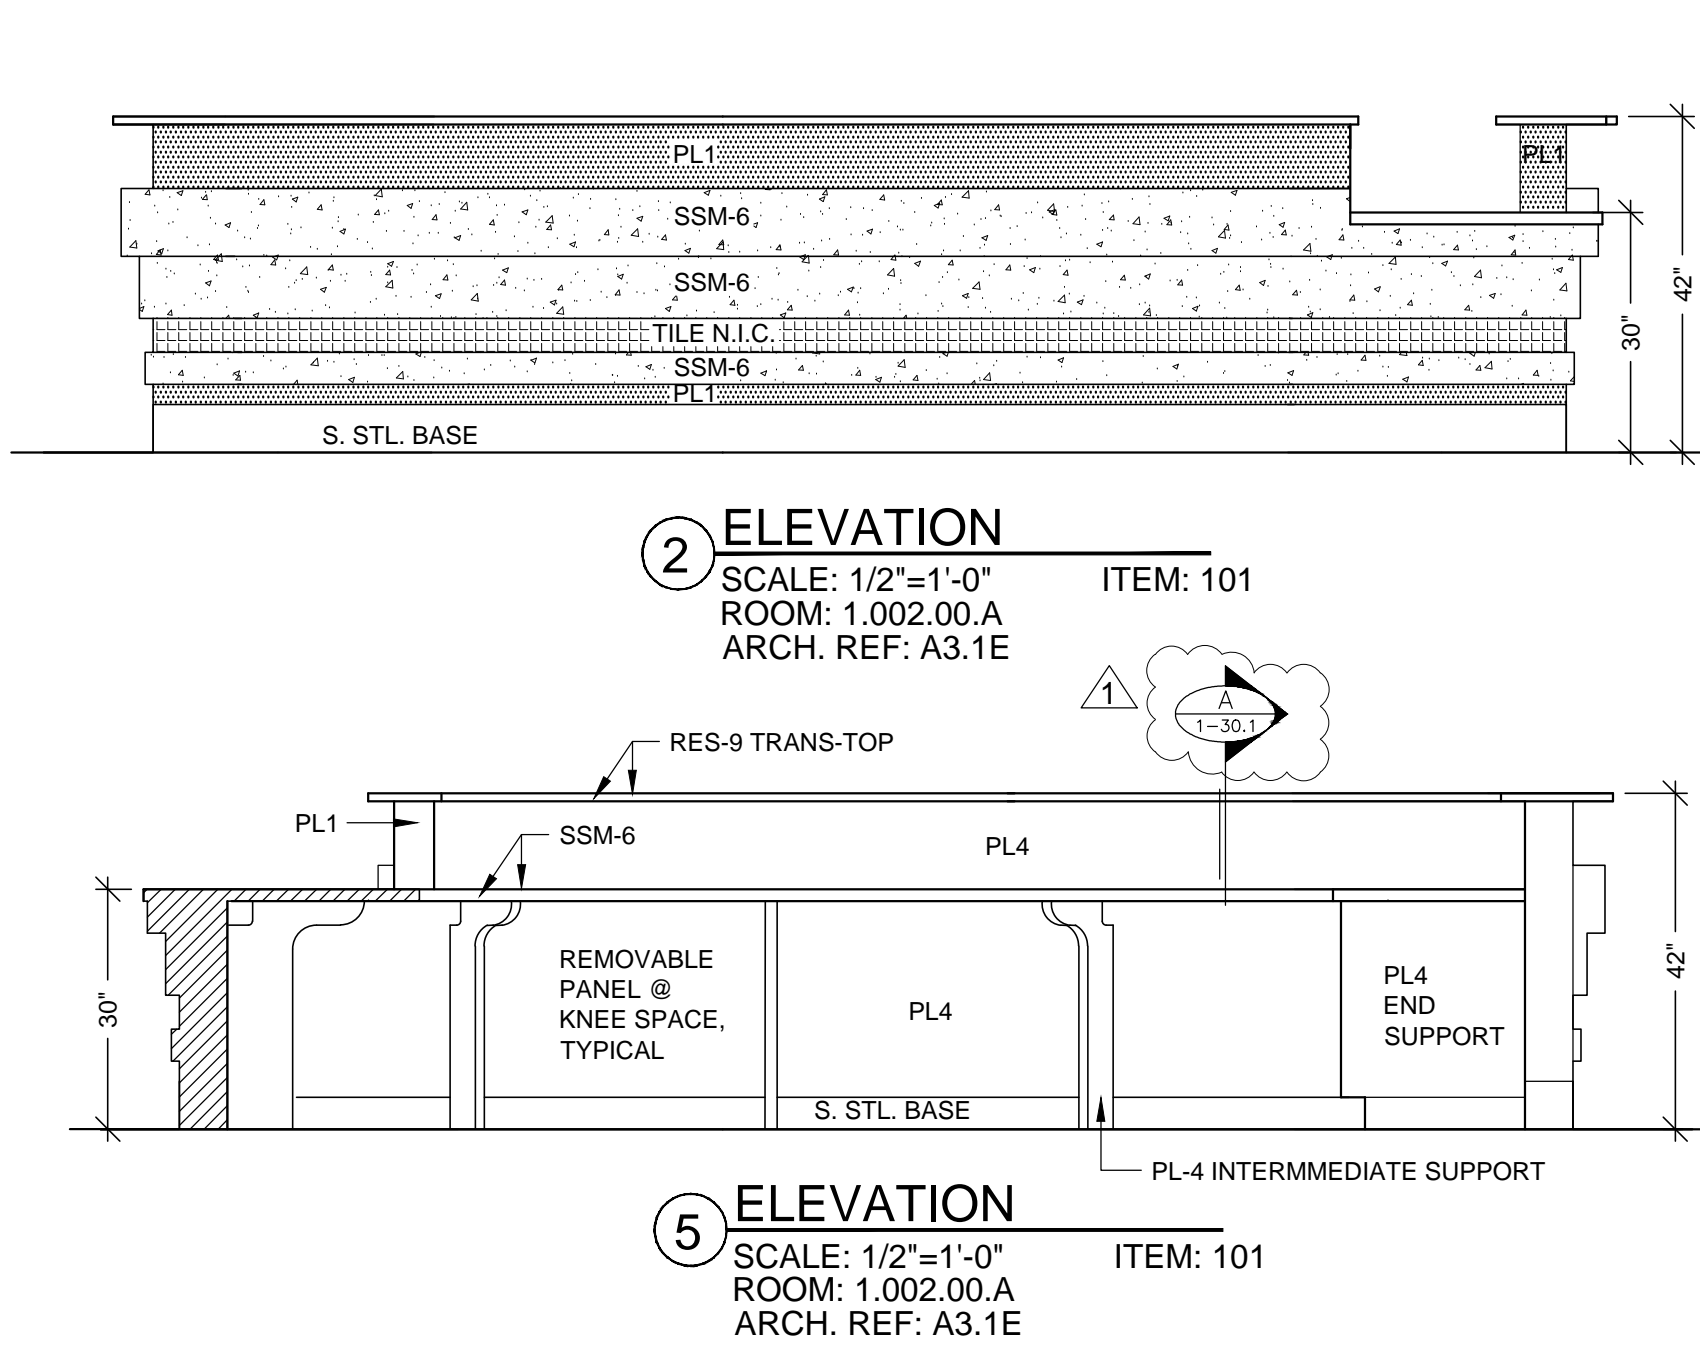 PL1
PL1
SSM-6
SSM-6
TILE N.I.C.
SSM-6
PL1
S. STL. BASE
30"
42"
2
ELEVATION
SCALE: 1/2"=1'-0" ITEM: 101
ROOM: 1.002.00.A
ARCH. REF: A3.1E
1
A
1-30.1
RES-9 TRANS-TOP
PL1
SSM-6
PL4
30"
REMOVABLE
PANEL @
KNEE SPACE,
TYPICAL
PL4
PL4
END
SUPPORT
42"
S. STL. BASE
PL-4 INTERMMEDIATE SUPPORT
5
ELEVATION
SCALE: 1/2"=1'-0" ITEM: 101
ROOM: 1.002.00.A
ARCH. REF: A3.1E